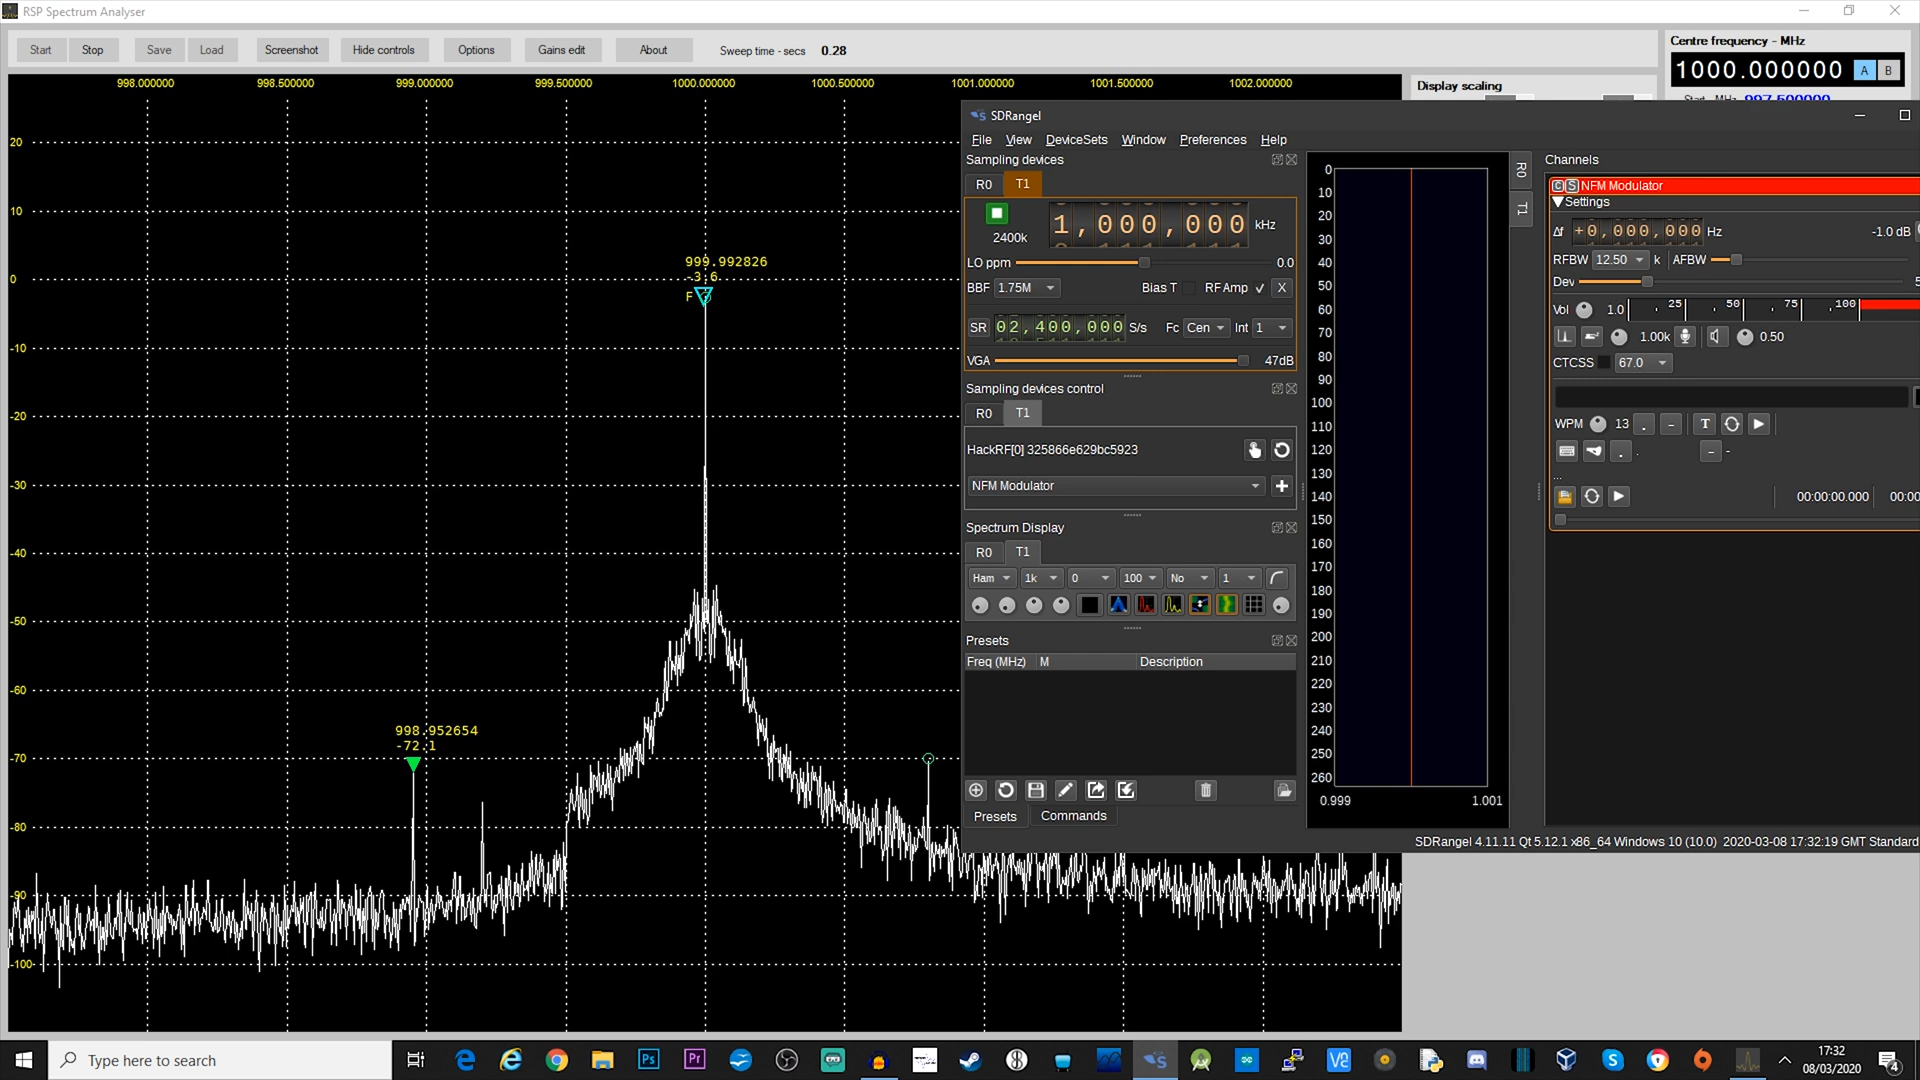 RSP Spectrum Analyser
Start Stop Save Load Screenshot Hide controls Options Gains edit About Sweep time - secs 0.28
Centre frequency - MHz
1000.000000 A B
Display scaling
998.000000 998.500000 999.000000 999.500000 1000.000000 1000.500000 1001.000000 1001.500000 1002.000000
20
10
0
-10
-20
-30
-40
-50
-60
-70
-80
-90
-100
999.992826
-3.6
F
998.952654
-72.1
SDRangel
File View DeviceSets Window Preferences Help
Sampling devices
R0 T1
2400k 1,000,000 kHz
LO ppm 0.0
BBF 1.75M Bias T RF Amp ✓ X
SR 02,400,000 S/s Fc Cen Int 1
VGA 47dB
Sampling devices control
R0 T1
HackRF[0] 325866e629bc5923
NFM Modulator
Spectrum Display
R0 T1
Ham 1k 0 100 No 1
Presets
Freq (MHz) M Description
Presets Commands
0
10
20
30
40
50
60
70
80
90
100
110
120
130
140
150
160
170
180
190
200
210
220
230
240
250
260
0.999 1.001
R0
T1
Channels
C S NFM Modulator
Settings
Δf +0,000,000 Hz -1.0 dB
RFBW 12.50 k AFBW
Dev 5
Vol 1.0 25 50 75 100
1.00k 0.50
CTCSS 67.0
WPM 13 . - T
. . - -
...
00:00:00.000 00:00
SDRangel 4.11.11 Qt 5.12.1 x86_64 Windows 10 (10.0) 2020-03-08 17:32:19 GMT Standard
Type here to search
Ps Pr
17:32
08/03/2020
4